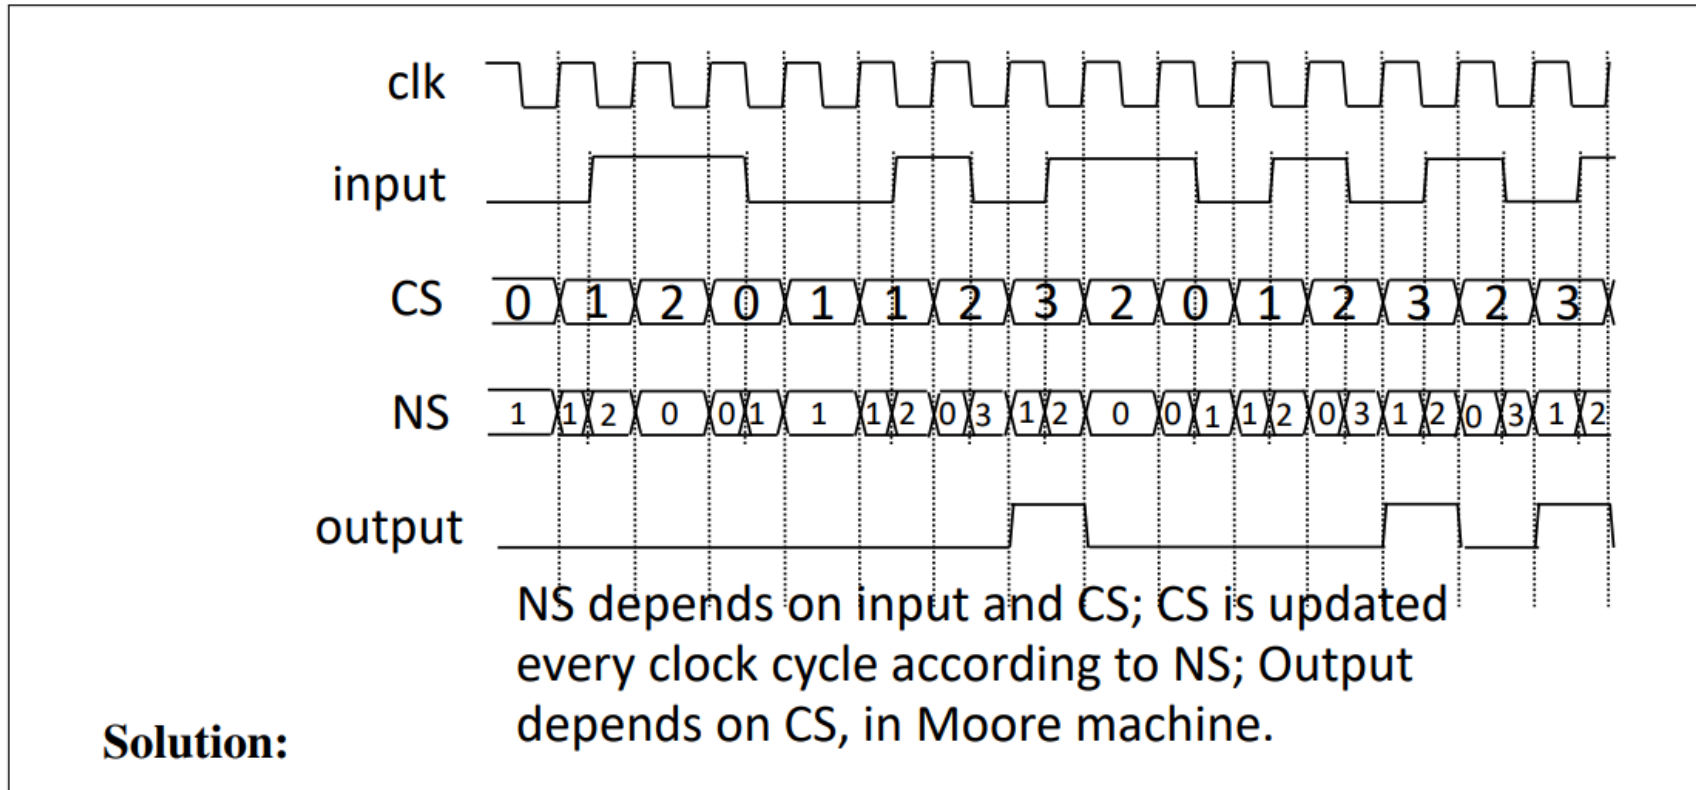 clk
input
CS 0 1 2 0 1 1 2 3 2 0 1 2 3 2 3
NS 1 1 2 0 0 1 1 1 2 0 3 1 2 0 0 1 1 2 0 3 1 2 0 3 1 2
output
NS depends on input and CS; CS is updated
every clock cycle according to NS; Output
depends on CS, in Moore machine.
Solution: